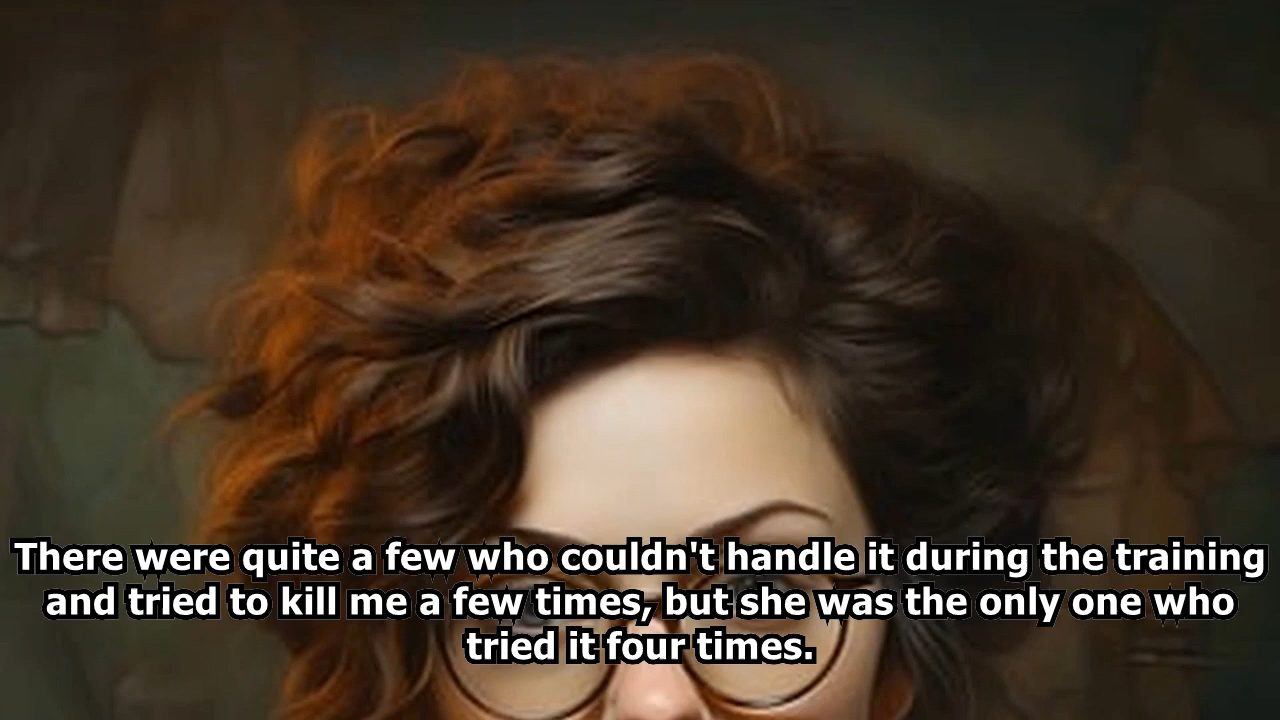 There were quite a few who couldn't handle it during the training
and tried to kill me a few times, but she was the only one who
tried it four times.